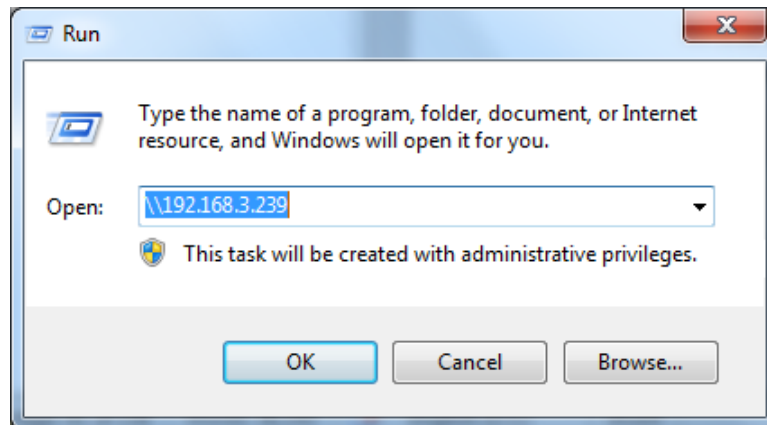 Run
Type the name of a program, folder, document, or Internet
resource, and Windows will open it for you.
Open: \\192.168.3.239
This task will be created with administrative privileges.
OK Cancel Browse...